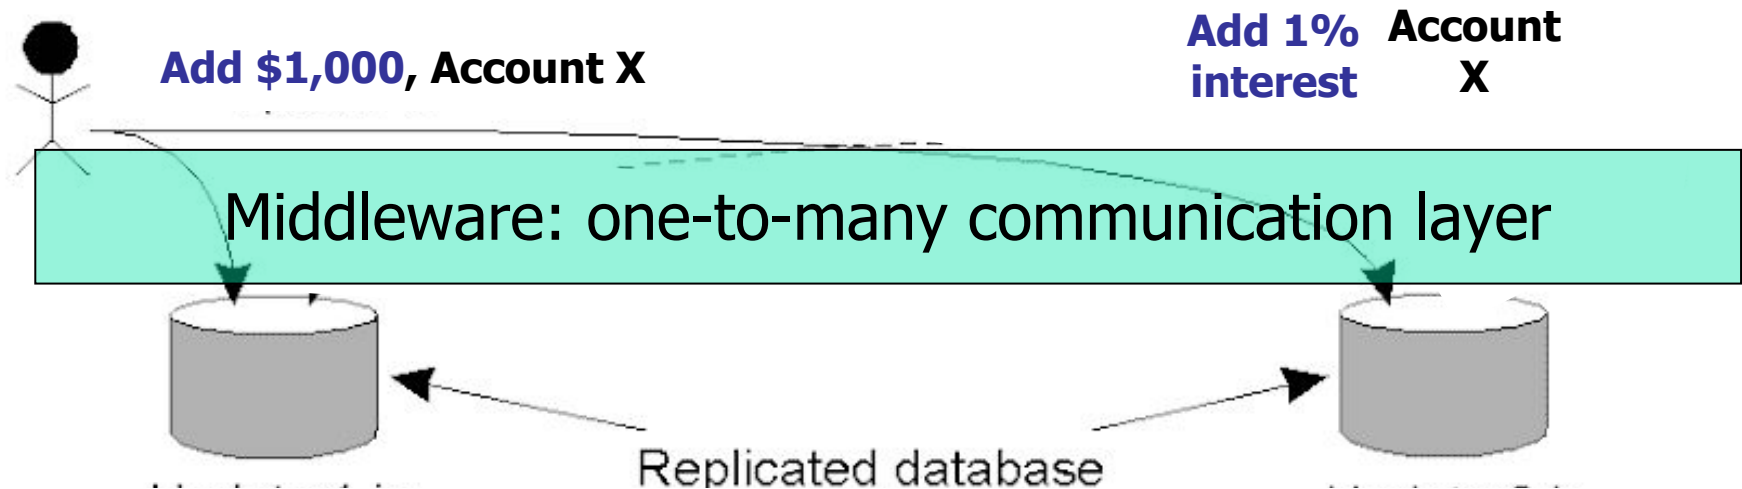 Add $1,000, Account X
Add 1% Account
interest X
Middleware: one-to-many communication layer
Replicated database